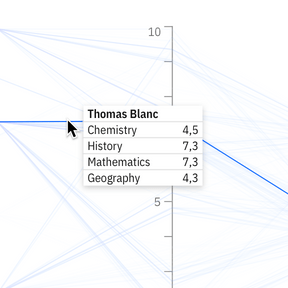 10
Thomas Blanc
Chemistry 4,5
History 7,3
Mathematics 7,3
Geography 4,3
5